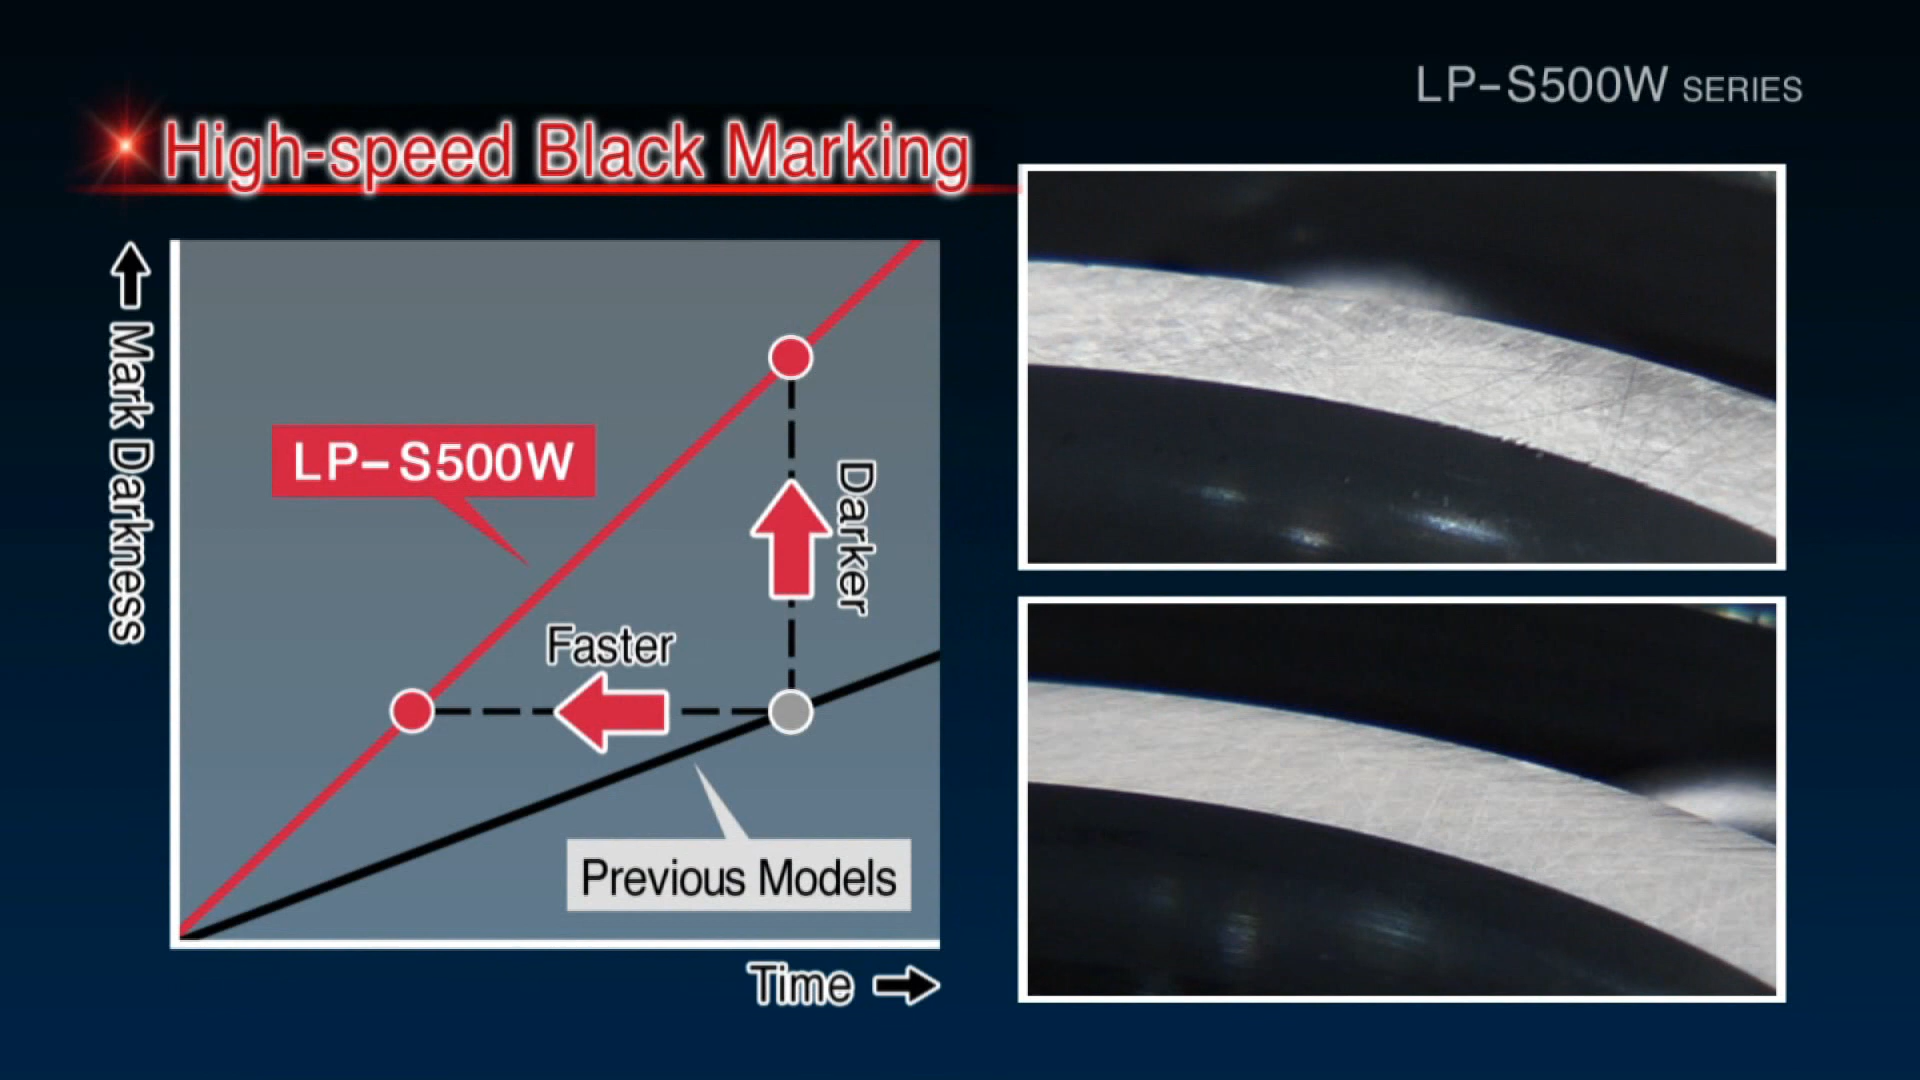 LP-S500W SERIES
High-speed Black Marking
Mark Darkness
LP-S500W
Darker
Faster
Previous Models
Time